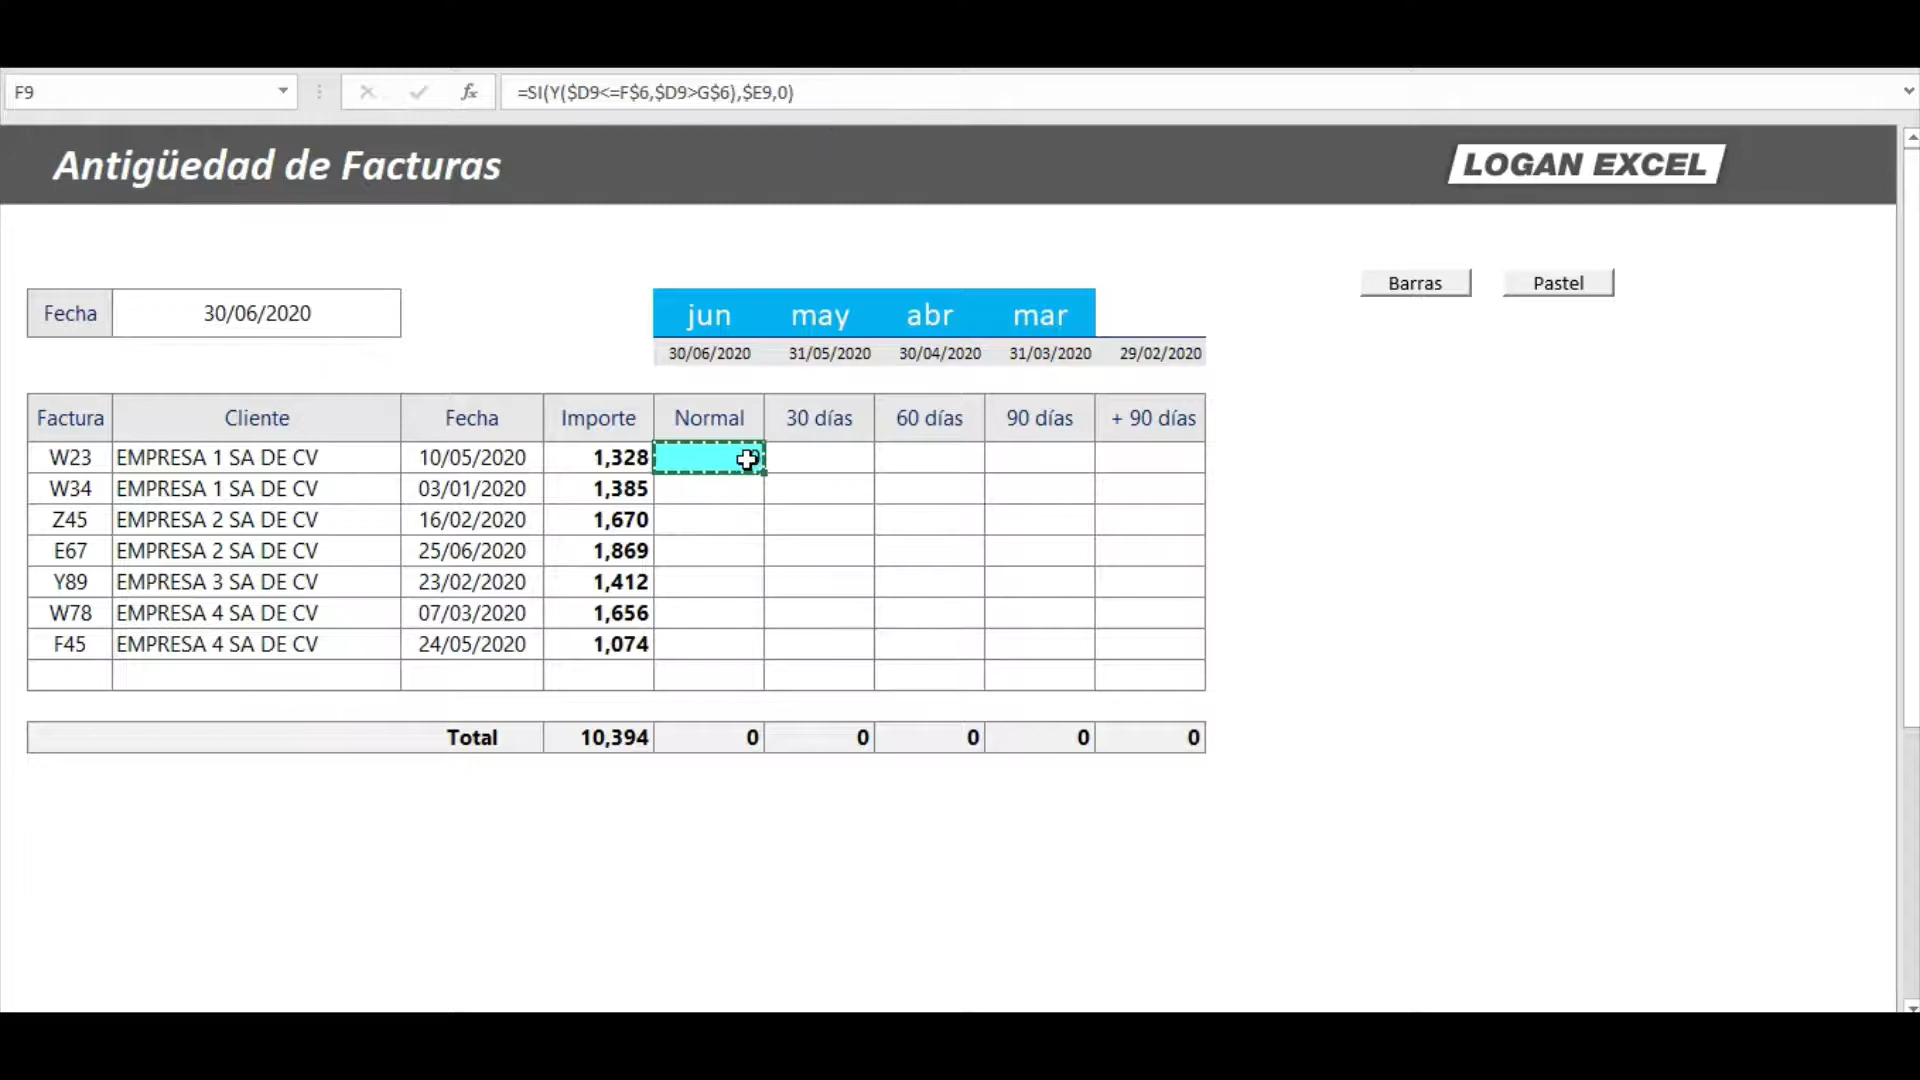 F9 =SI(Y($D9<=F$6,$D9>G$6),$E9,0)
Antigüedad de Facturas LOGAN EXCEL
Barras Pastel
Fecha 30/06/2020 jun may abr mar
30/06/2020 31/05/2020 30/04/2020 31/03/2020 29/02/2020
Factura Cliente Fecha Importe Normal 30 días 60 días 90 días + 90 días
W23 EMPRESA 1 SA DE CV 10/05/2020 1,328
W34 EMPRESA 1 SA DE CV 03/01/2020 1,385
Z45 EMPRESA 2 SA DE CV 16/02/2020 1,670
E67 EMPRESA 2 SA DE CV 25/06/2020 1,869
Y89 EMPRESA 3 SA DE CV 23/02/2020 1,412
W78 EMPRESA 4 SA DE CV 07/03/2020 1,656
F45 EMPRESA 4 SA DE CV 24/05/2020 1,074
Total 10,394 0 0 0 0 0